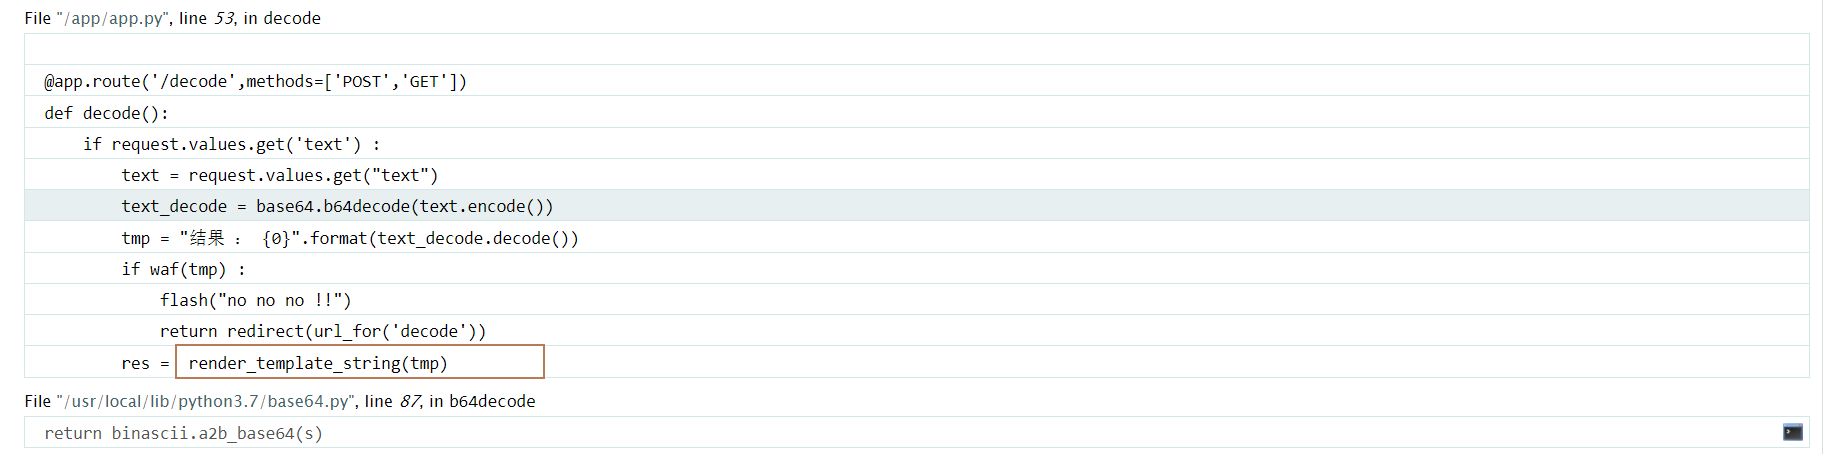 File "/app/app.py", line 53, in decode
@app.route('/decode',methods=['POST','GET'])
def decode():
    if request.values.get('text') :
        text = request.values.get("text")
        text_decode = base64.b64decode(text.encode())
        tmp = "结果 ： {0}".format(text_decode.decode())
        if waf(tmp) :
            flash("no no no !!")
            return redirect(url_for('decode'))
        res =  render_template_string(tmp)
File "/usr/local/lib/python3.7/base64.py", line 87, in b64decode
return binascii.a2b_base64(s)